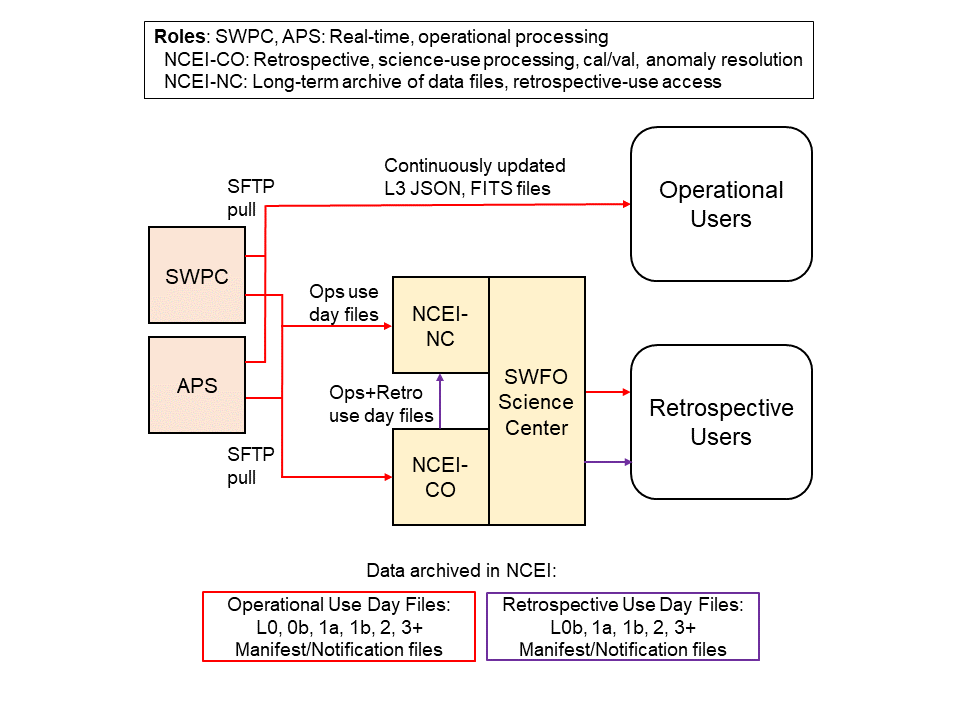 Roles: SWPC, APS: Real-time, operational processing
NCEI-CO: Retrospective, science-use processing, cal/val, anomaly resolution
NCEI-NC: Long-term archive of data files, retrospective-use access
Continuously updated
L3 JSON, FITS files
SFTP
pull
Operational
Users
SWPC
Ops use
day files
NCEI-
NC
APS
SWFO
Science
Center
Ops+Retro
use day files
Retrospective
Users
SFTP
pull
NCEI-
CO
Data archived in NCEI:
Operational Use Day Files:
L0, 0b, 1a, 1b, 2, 3+
Manifest/Notification files
Retrospective Use Day Files:
L0b, 1a, 1b, 2, 3+
Manifest/Notification files